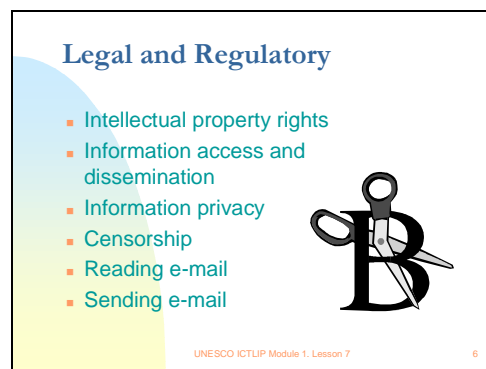 Legal and Regulatory
Intellectual property rights
Information access and
dissemination
Information privacy
Censorship
Reading e-mail
Sending e-mail
B
UNESCO ICTLIP Module 1. Lesson 7
6